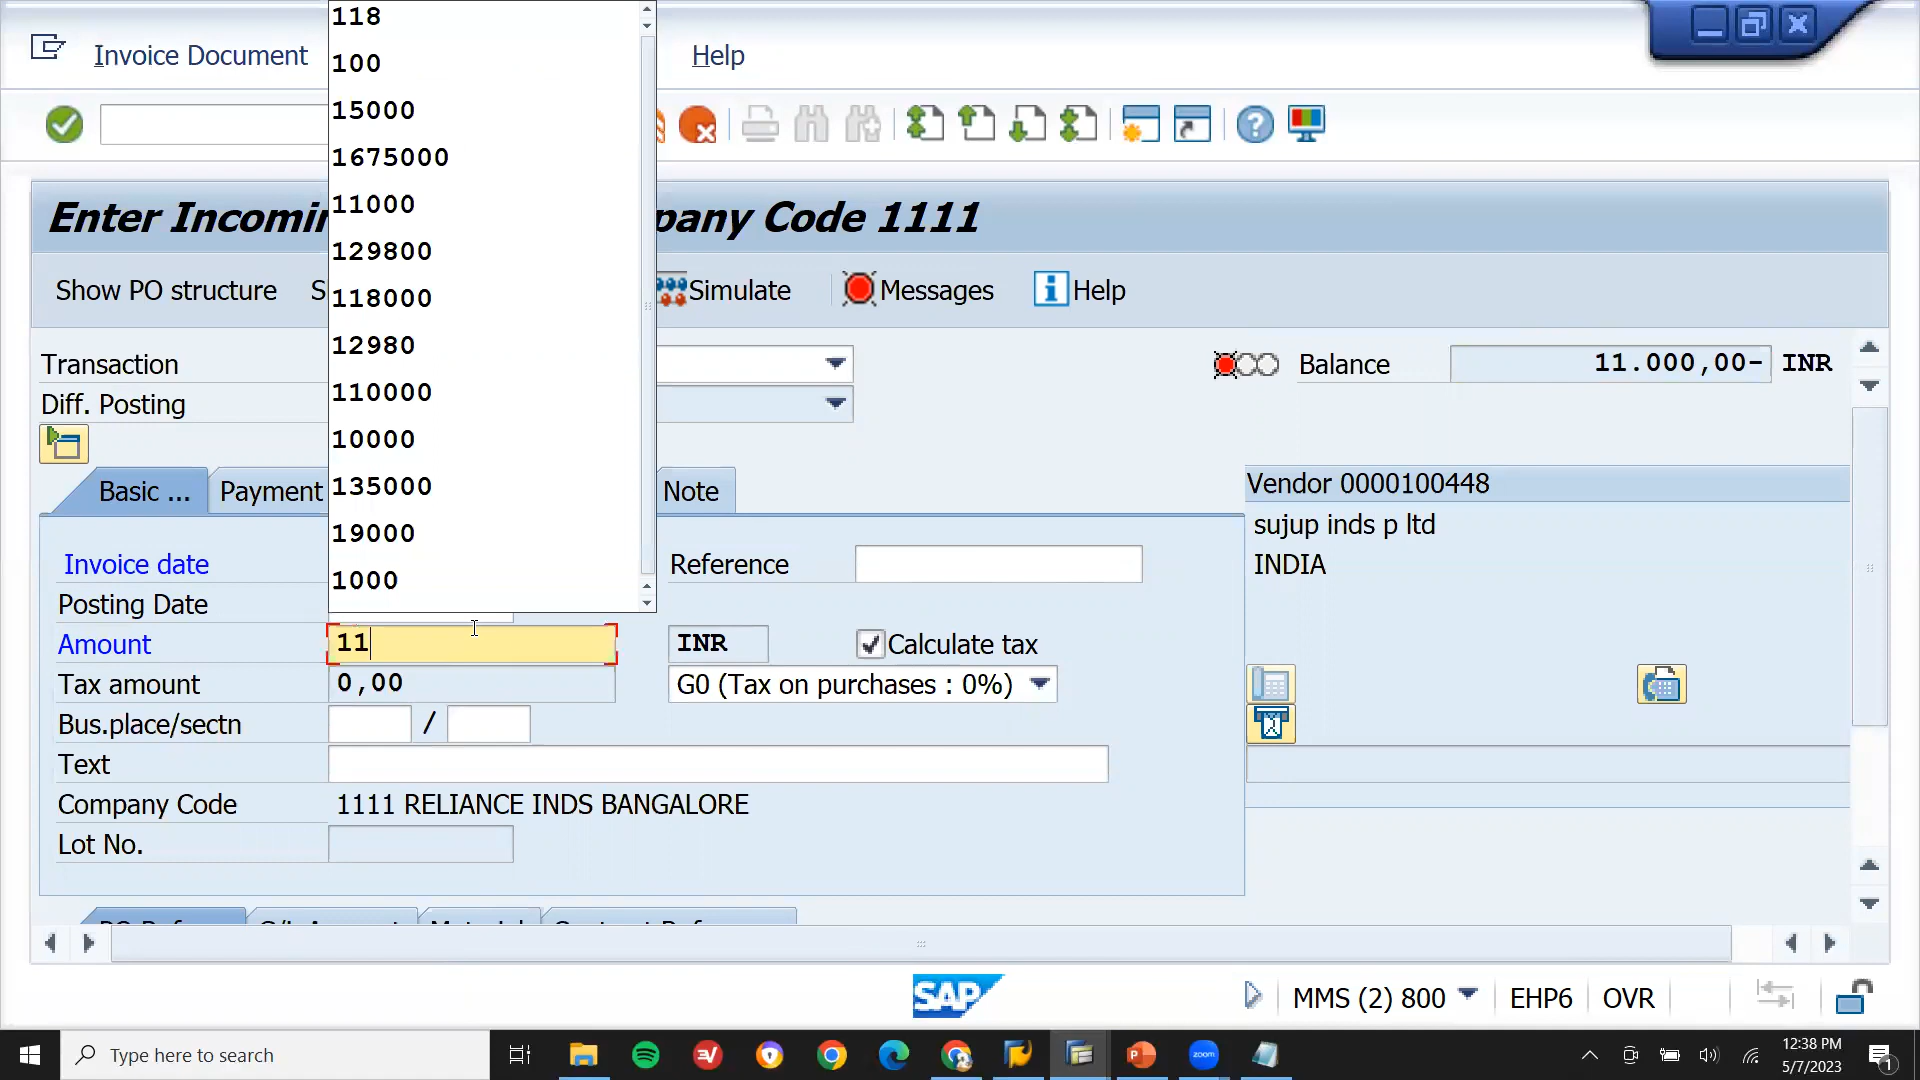 118
Invoice Document
Help
100
15000
1675000
11000
Enter Incomin
pany Code 1111
129800
Show PO structure
S
118000
Simulate
Messages
Help
12980
Transaction
Balance
11.000,00-
INR
110000
Diff. Posting
10000
135000
Basic ...
Payment
Note
Vendor 0000100448
19000
sujup inds p ltd
Invoice date
Reference
INDIA
1000
Posting Date
Amount
11
INR
Calculate tax
Tax amount
0,00
G0 (Tax on purchases : 0%)
Bus.place/sectn
/
Text
Company Code
1111 RELIANCE INDS BANGALORE
Lot No.
SAP
MMS (2) 800
EHP6
OVR
Type here to search
zoom
12:38 PM
5/7/2023
1